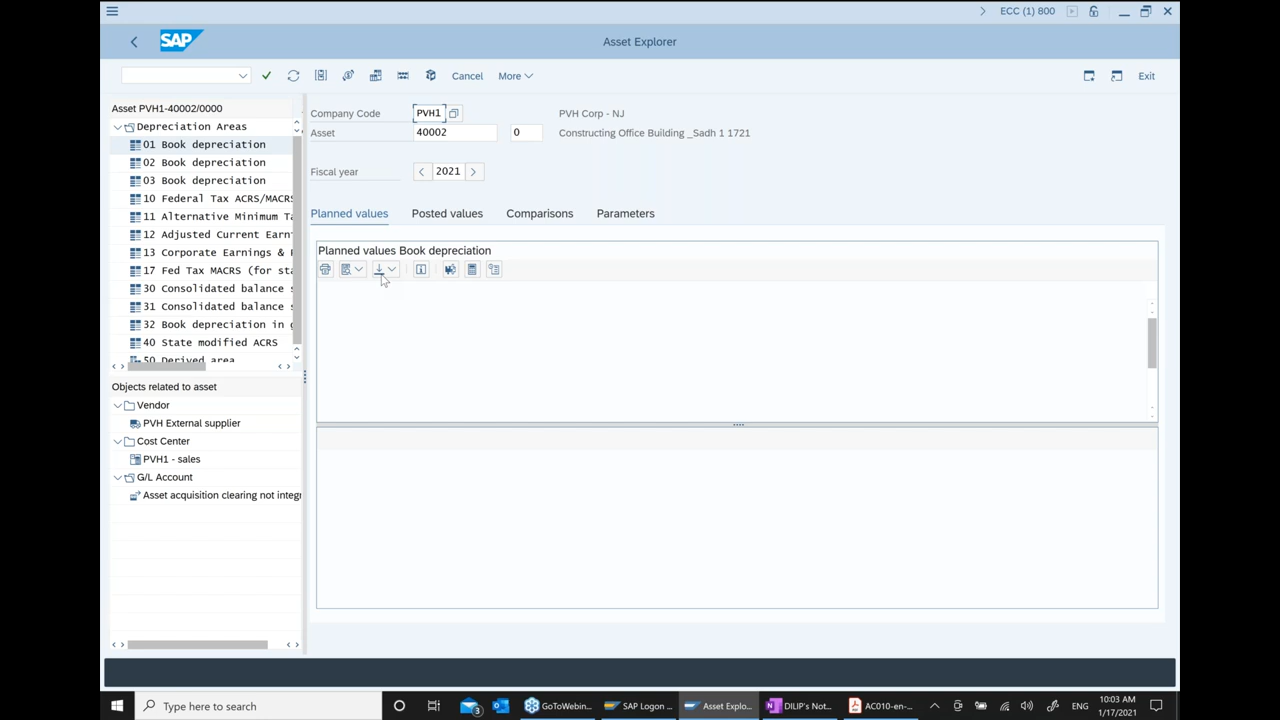 ECC (1) 800
SAP
Asset Explorer
Cancel
More
Exit
Asset PVH1-40002/0000
Depreciation Areas
01 Book depreciation
02 Book depreciation
03 Book depreciation
10 Federal Tax ACRS/MACRS
11 Alternative Minimum Ta
12 Adjusted Current Earn
13 Corporate Earnings &
17 Fed Tax MACRS (for sta
30 Consolidated balance s
31 Consolidated balance s
32 Book depreciation in g
40 State modified ACRS
50 Derived area
Objects related to asset
Vendor
PVH External supplier
Cost Center
PVH1 - sales
G/L Account
Asset acquisition clearing not integr
Company Code PVH1 PVH Corp - NJ
Asset 40002 0 Constructing Office Building _Sadh 1 1721
Fiscal year 2021
Planned values Posted values Comparisons Parameters
Planned values Book depreciation
Type here to search
3
GoToWebin...
SAP Logon ...
Asset Explo...
DILIP's Not...
AC010-en-...
ENG
10:03 AM
1/17/2021